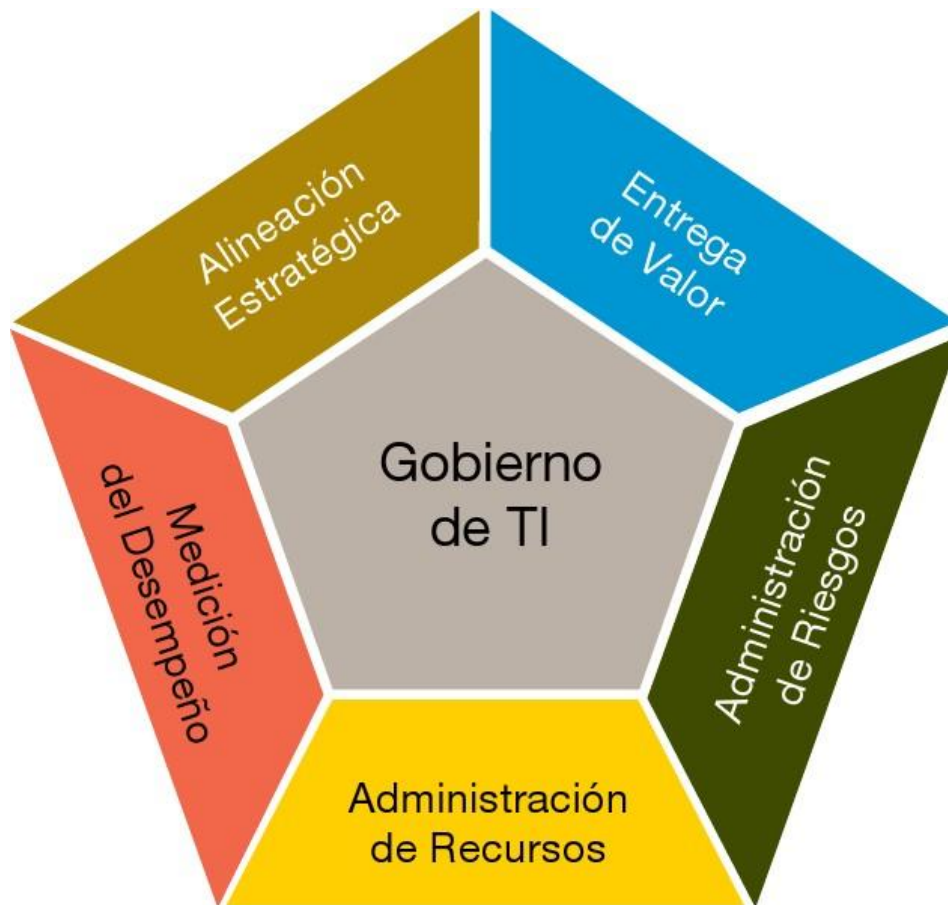 Alineación
Estratégica
Entrega
de Valor
Gobierno
de TI
Medición
del Desempeño
Administración
de Riesgos
Administración
de Recursos